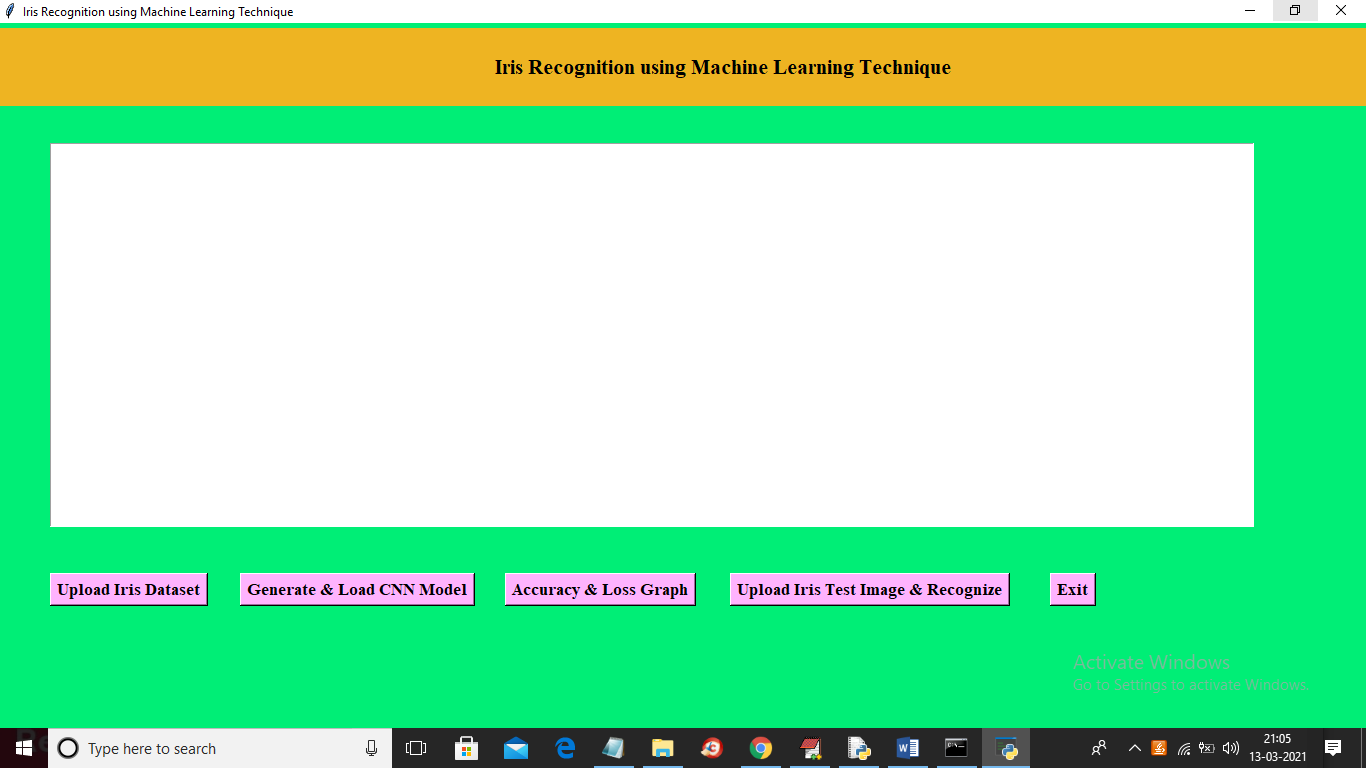 Iris Recognition using Machine Learning Technique
Iris Recognition using Machine Learning Technique
Upload Iris Dataset
Generate & Load CNN Model
Accuracy & Loss Graph
Upload Iris Test Image & Recognize
Exit
Activate Windows
Go to Settings to activate Windows.
Type here to search
21:05
13-03-2021